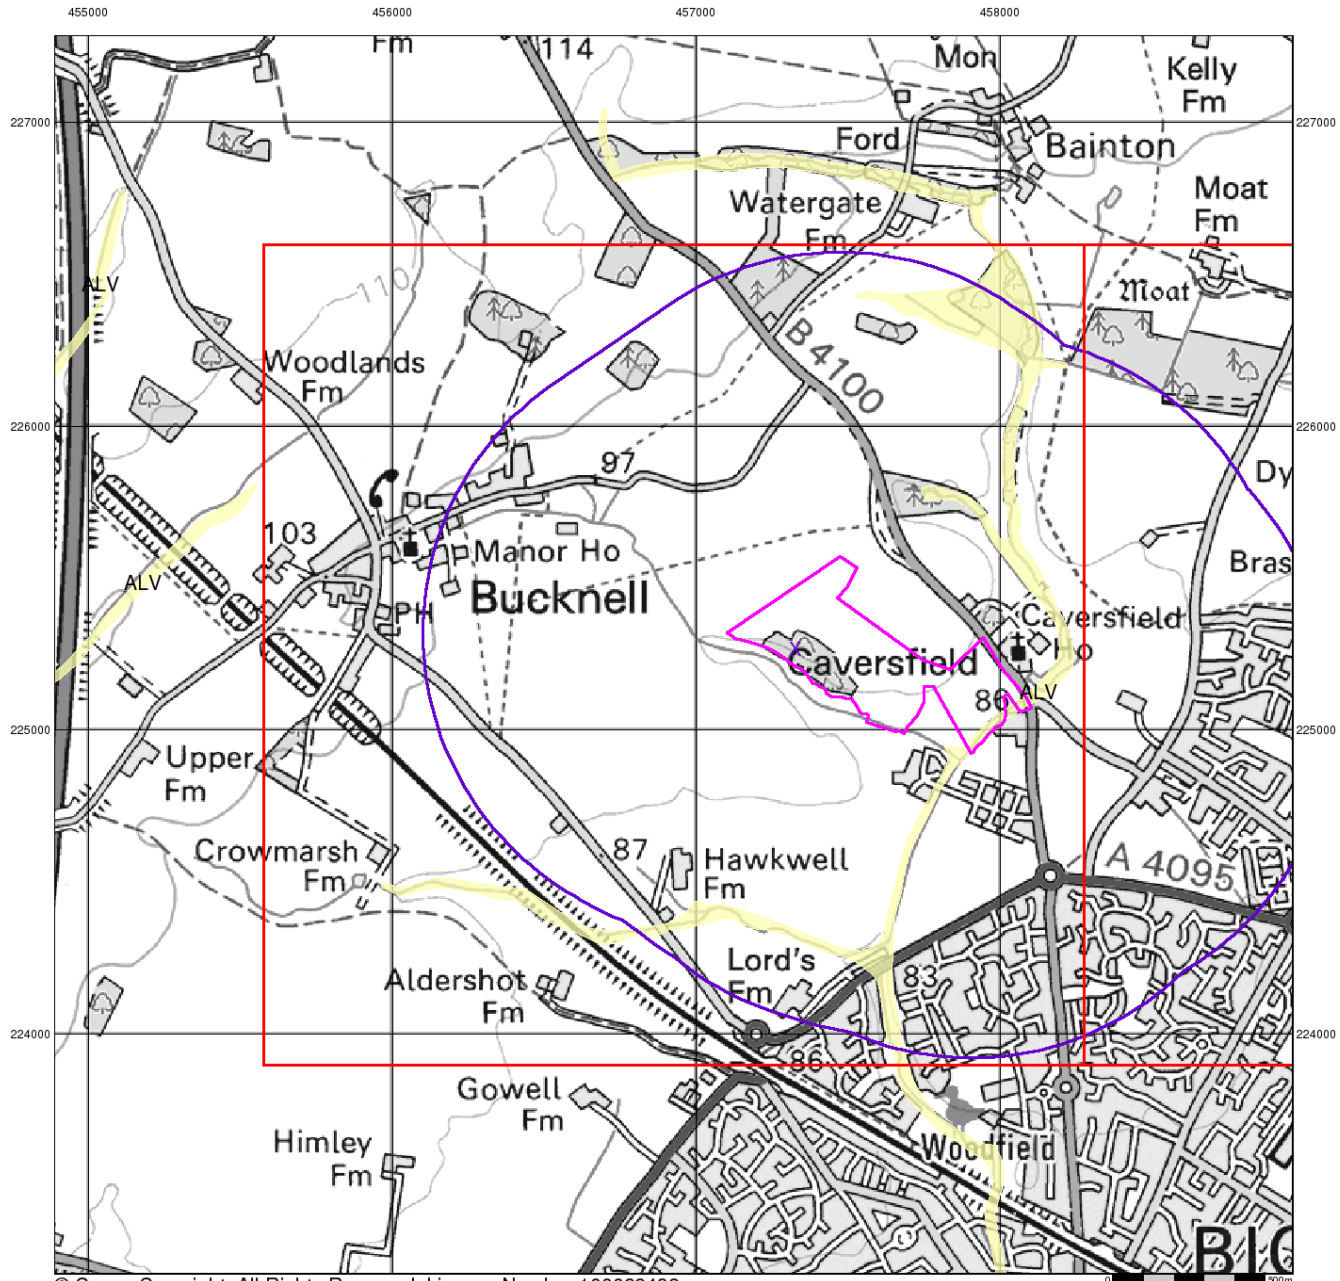 455000
456000
457000
458000
Fm
114
Mon
Kelly
Fm
227000
227000
Ford
Bainton
Watergate
Fm
Moat
Fm
ALV
110
Moat
B 4100
Woodlands
Fm
226000
226000
97
Dy
103
Manor Ho
Bras
ALV
Bucknell
PH
Caversfield
Ho
Caversfield
86
ALV
225000
225000
Upper
Fm
Crowmarsh
Fm
87
Hawkwell
Fm
A 4095
Lord's
Fm
83
Aldershot
Fm
224000
224000
86
Gowell
Fm
Himley
Fm
Woodfield
BIC
0
500m